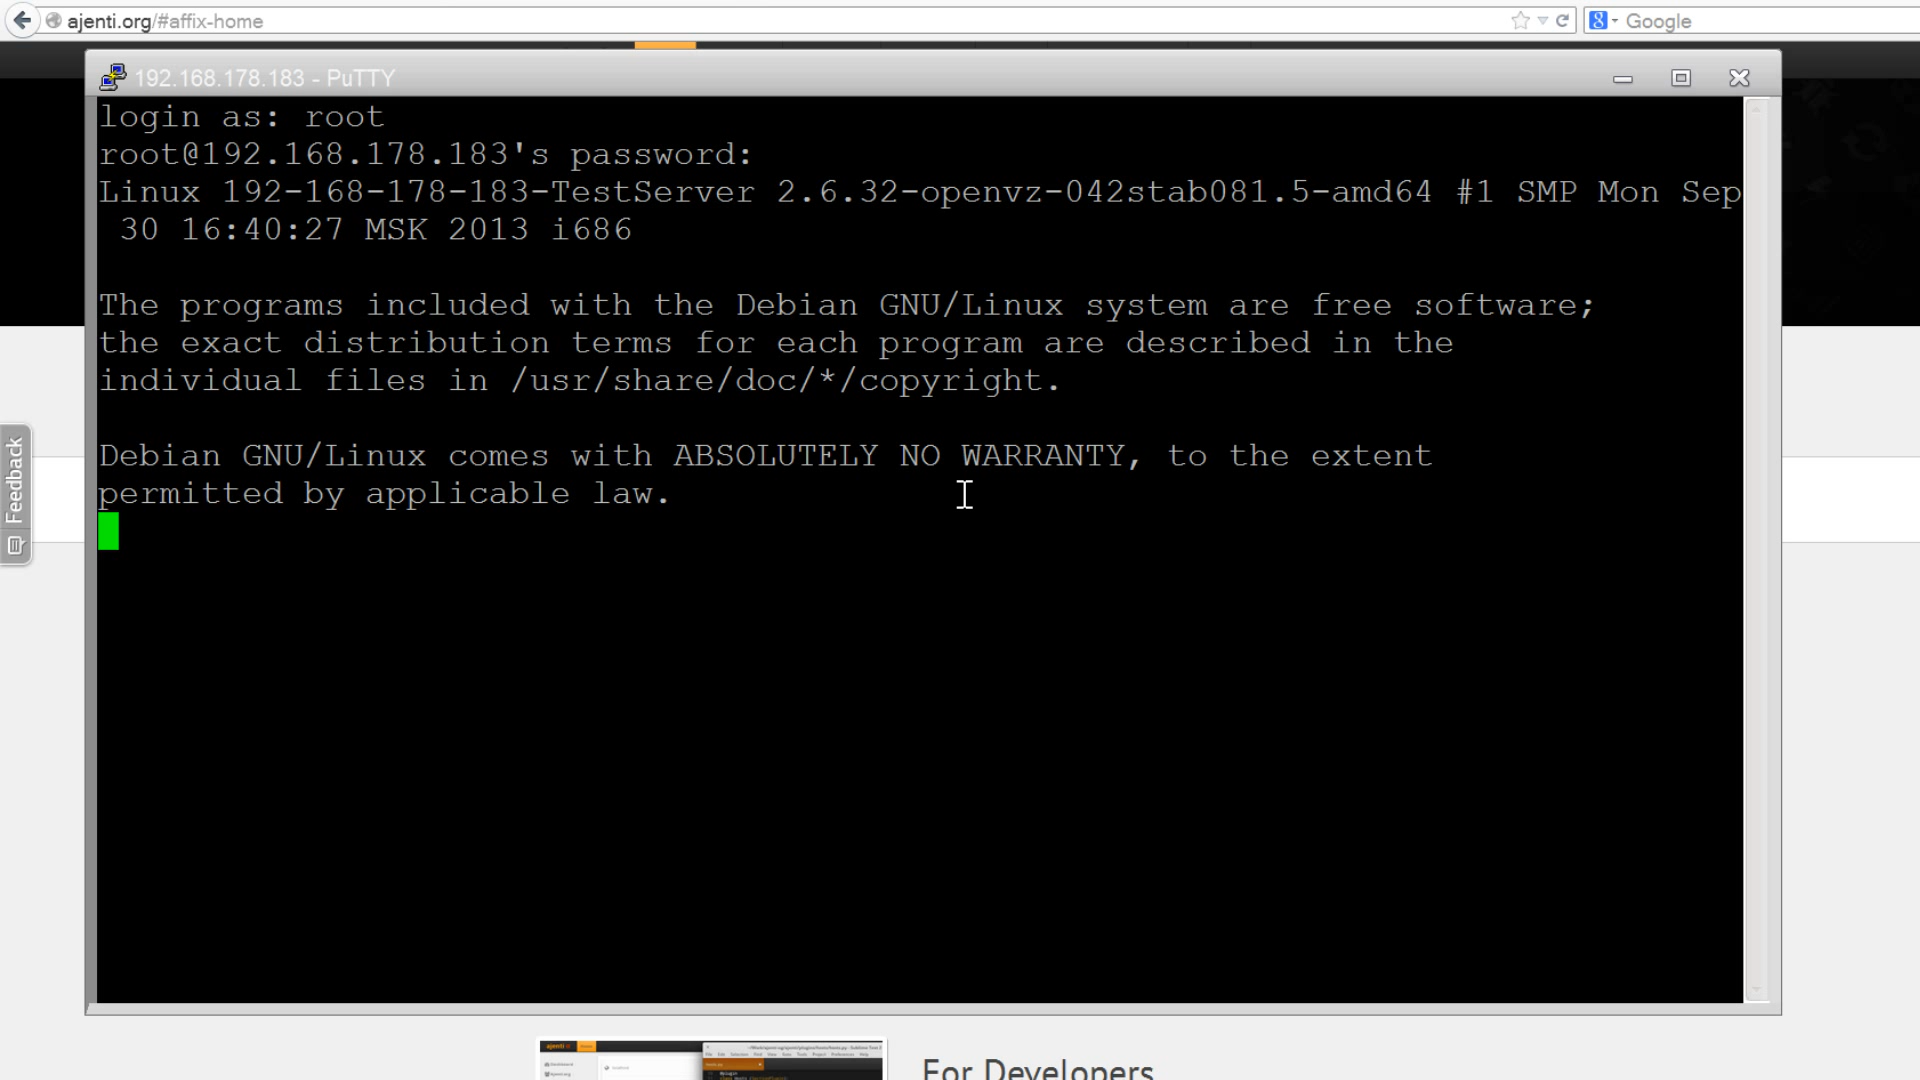 ajenti.org/#affix-home
Google
192.168.178.183 - PuTTY
login as: root
root@192.168.178.183's password:
Linux 192-168-178-183-TestServer 2.6.32-openvz-042stab081.5-amd64 #1 SMP Mon Sep
30 16:40:27 MSK 2013 i686
The programs included with the Debian GNU/Linux system are free software;
the exact distribution terms for each program are described in the
individual files in /usr/share/doc/*/copyright.
Debian GNU/Linux comes with ABSOLUTELY NO WARRANTY, to the extent
permitted by applicable law.
Feedback
ajenti
For Developers